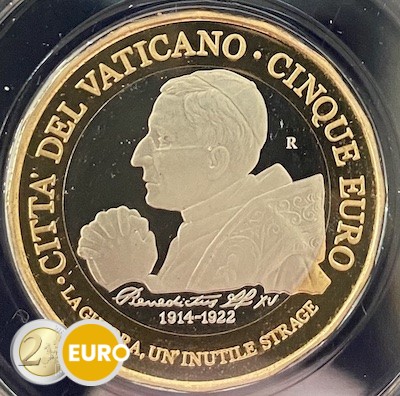 CITTA' DEL VATICANO · CINQUE EURO
R
Benedictus PP XV
1914-1922
· LA GUERRA, UN'INUTILE STRAGE
2 EURO